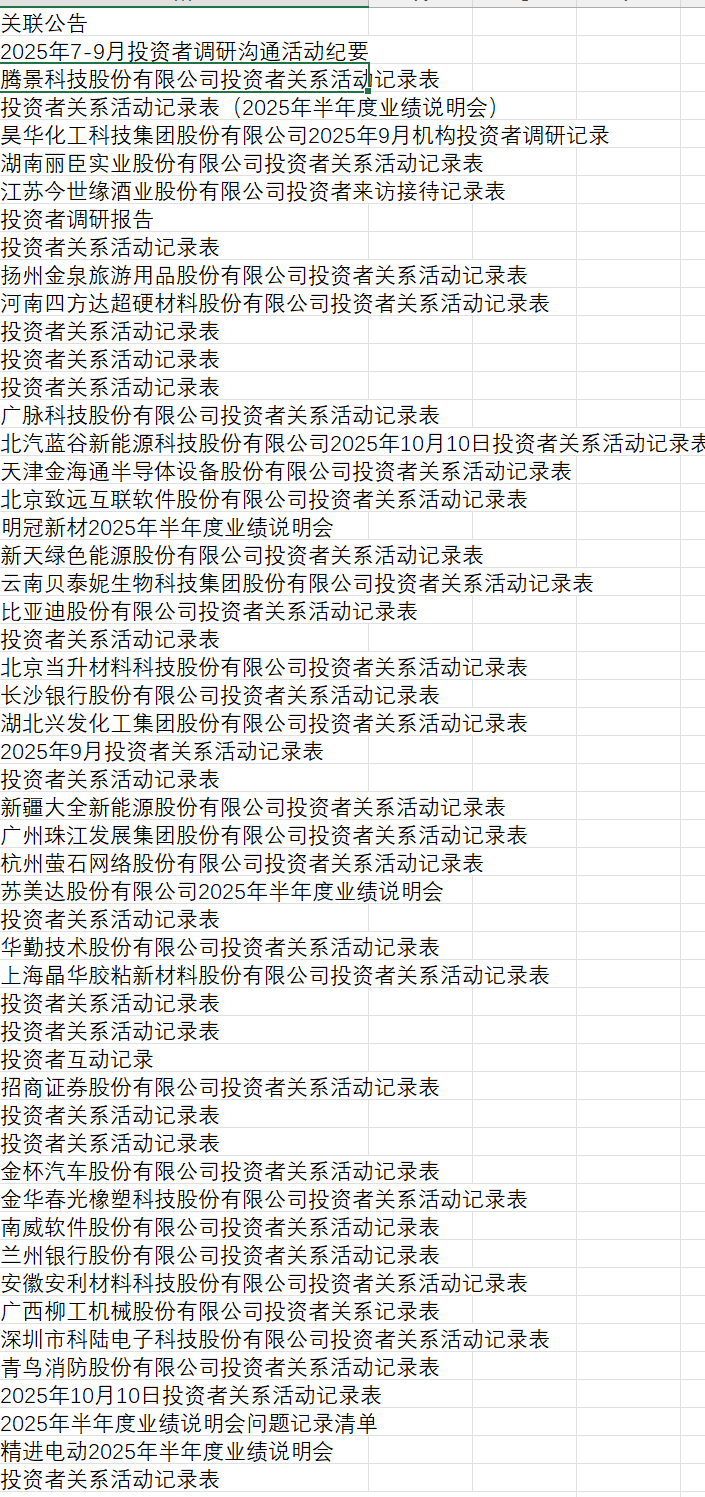 关联公告
2025年7-9月投资者调研沟通活动纪要
腾景科技股份有限公司投资者关系活动记录表
投资者关系活动记录表（2025年半年度业绩说明会）
昊华化工科技集团股份有限公司2025年9月机构投资者调研记录
湖南丽臣实业股份有限公司投资者关系活动记录表
江苏今世缘酒业股份有限公司投资者来访接待记录表
投资者调研报告
投资者关系活动记录表
扬州金泉旅游用品股份有限公司投资者关系活动记录表
河南四方达超硬材料股份有限公司投资者关系活动记录表
投资者关系活动记录表
投资者关系活动记录表
投资者关系活动记录表
广脉科技股份有限公司投资者关系活动记录表
北汽蓝谷新能源科技股份有限公司2025年10月10日投资者关系活动记录表
天津金海通半导体设备股份有限公司投资者关系活动记录表
北京致远互联软件股份有限公司投资者关系活动记录表
明冠新材2025年半年度业绩说明会
新天绿色能源股份有限公司投资者关系活动记录表
云南贝泰妮生物科技集团股份有限公司投资者关系活动记录表
比亚迪股份有限公司投资者关系活动记录表
投资者关系活动记录表
北京当升材料科技股份有限公司投资者关系活动记录表
长沙银行股份有限公司投资者关系活动记录表
湖北兴发化工集团股份有限公司投资者关系活动记录表
2025年9月投资者关系活动记录表
投资者关系活动记录表
新疆大全新能源股份有限公司投资者关系活动记录表
广州珠江发展集团股份有限公司投资者关系活动记录表
杭州萤石网络股份有限公司投资者关系活动记录表
苏美达股份有限公司2025年半年度业绩说明会
投资者关系活动记录表
华勤技术股份有限公司投资者关系活动记录表
上海晶华胶粘新材料股份有限公司投资者关系活动记录表
投资者关系活动记录表
投资者关系活动记录表
投资者互动记录
招商证券股份有限公司投资者关系活动记录表
投资者关系活动记录表
投资者关系活动记录表
金杯汽车股份有限公司投资者关系活动记录表
金华春光橡塑科技股份有限公司投资者关系活动记录表
南威软件股份有限公司投资者关系活动记录表
兰州银行股份有限公司投资者关系活动记录表
安徽安利材料科技股份有限公司投资者关系活动记录表
广西柳工机械股份有限公司投资者关系记录表
深圳市科陆电子科技股份有限公司投资者关系活动记录表
青鸟消防股份有限公司投资者关系活动记录表
2025年10月10日投资者关系活动记录表
2025年半年度业绩说明会问题记录清单
精进电动2025年半年度业绩说明会
投资者关系活动记录表